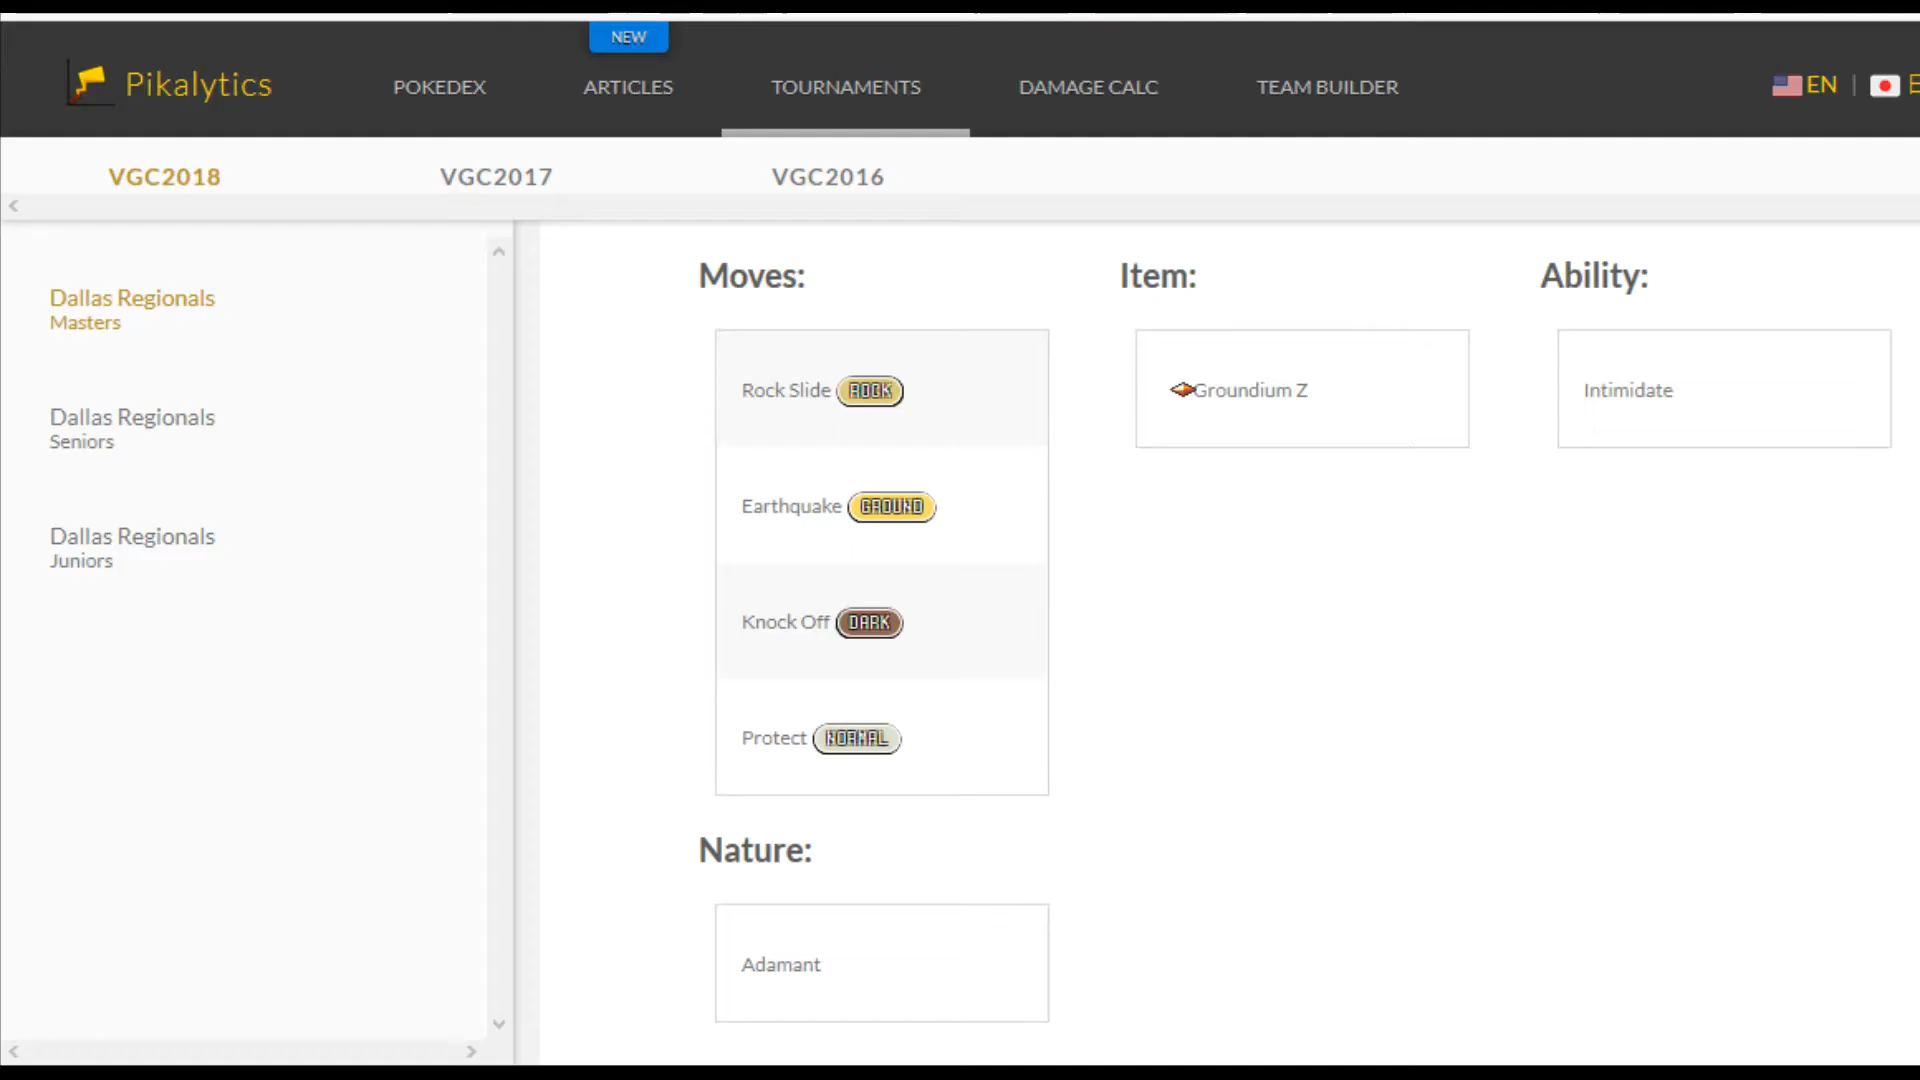 NEW
Pikalytics
POKEDEX
ARTICLES
TOURNAMENTS
DAMAGE CALC
TEAM BUILDER
EN |
VGC2018
VGC2017
VGC2016
Dallas Regionals
Masters
Dallas Regionals
Seniors
Dallas Regionals
Juniors
Moves:
Rock Slide ROCK
Earthquake GROUND
Knock Off DARK
Protect NORMAL
Item:
Groundium Z
Ability:
Intimidate
Nature:
Adamant